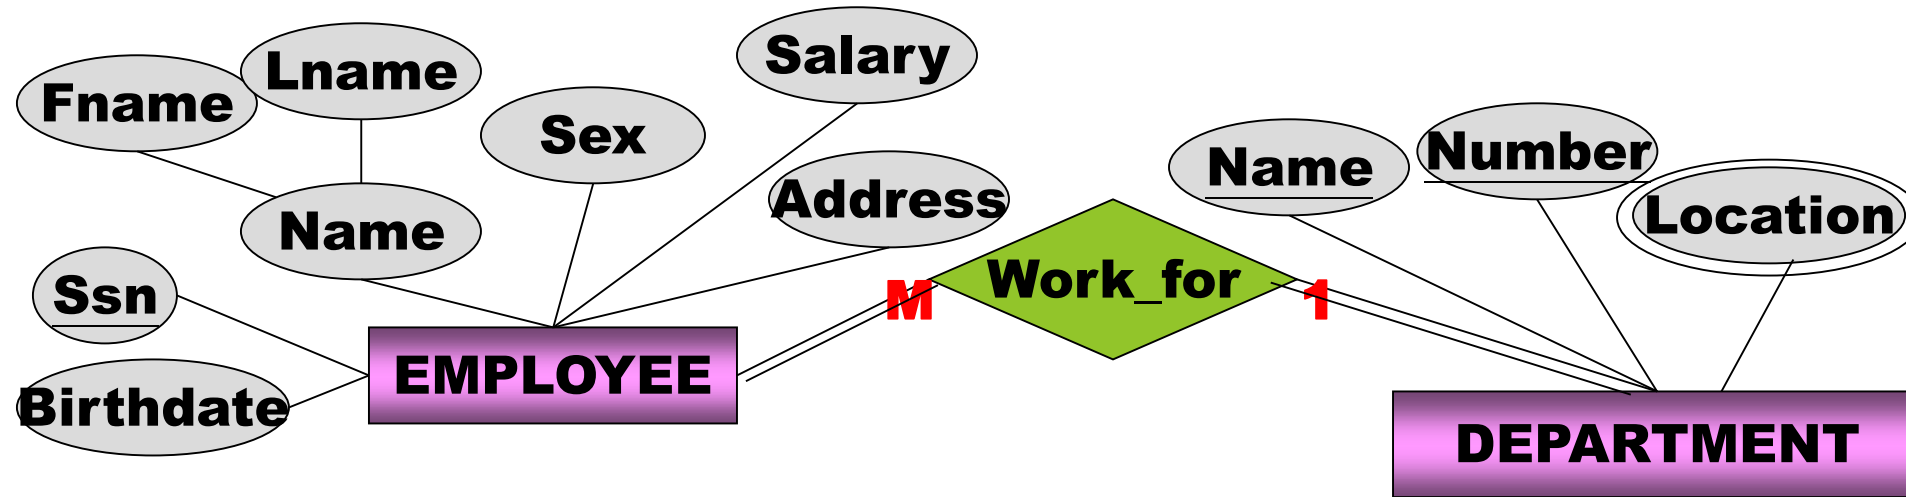 Salary
Lname
Fname
Sex
Number
Name
Address
Location
Name
Work_for
Ssn
M
1
EMPLOYEE
Birthdate
DEPARTMENT